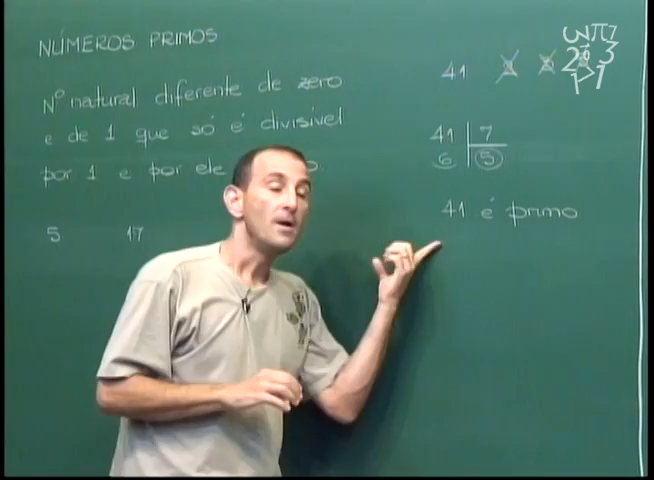 NÚMEROS PRIMOS
Nº natural diferente de zero
e de 1 que só é divisível
por 1 e por ele
5 17
41
41 7
6 5
41 é primo